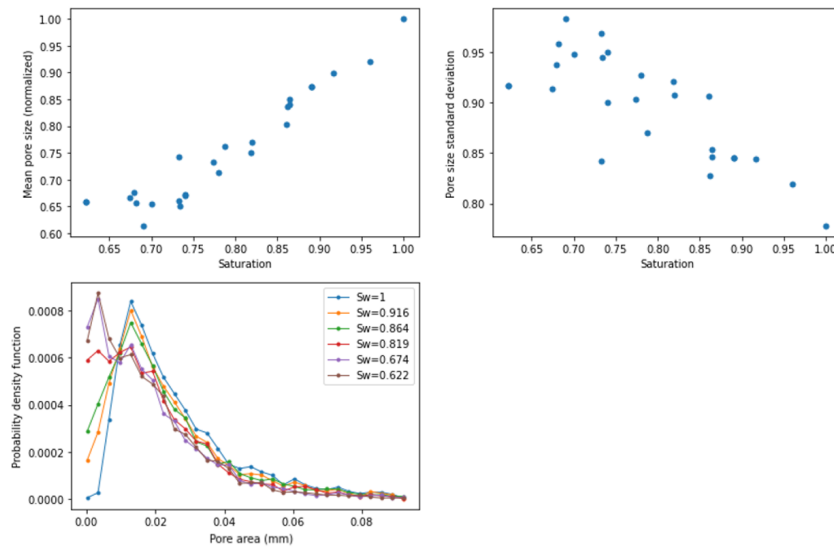 1.00
0.95
0.90
0.85
0.80
0.75
0.70
0.65
0.60
Mean pore size (normalized)
0.65 0.70 0.75 0.80 0.85 0.90 0.95 1.00
Saturation
0.95
0.90
0.85
0.80
Pore size standard deviation
0.65 0.70 0.75 0.80 0.85 0.90 0.95 1.00
Saturation
0.0008
0.0006
0.0004
0.0002
0.0000
Probability density function
Sw=1
Sw=0.916
Sw=0.864
Sw=0.819
Sw=0.674
Sw=0.622
0.00 0.02 0.04 0.06 0.08
Pore area (mm)